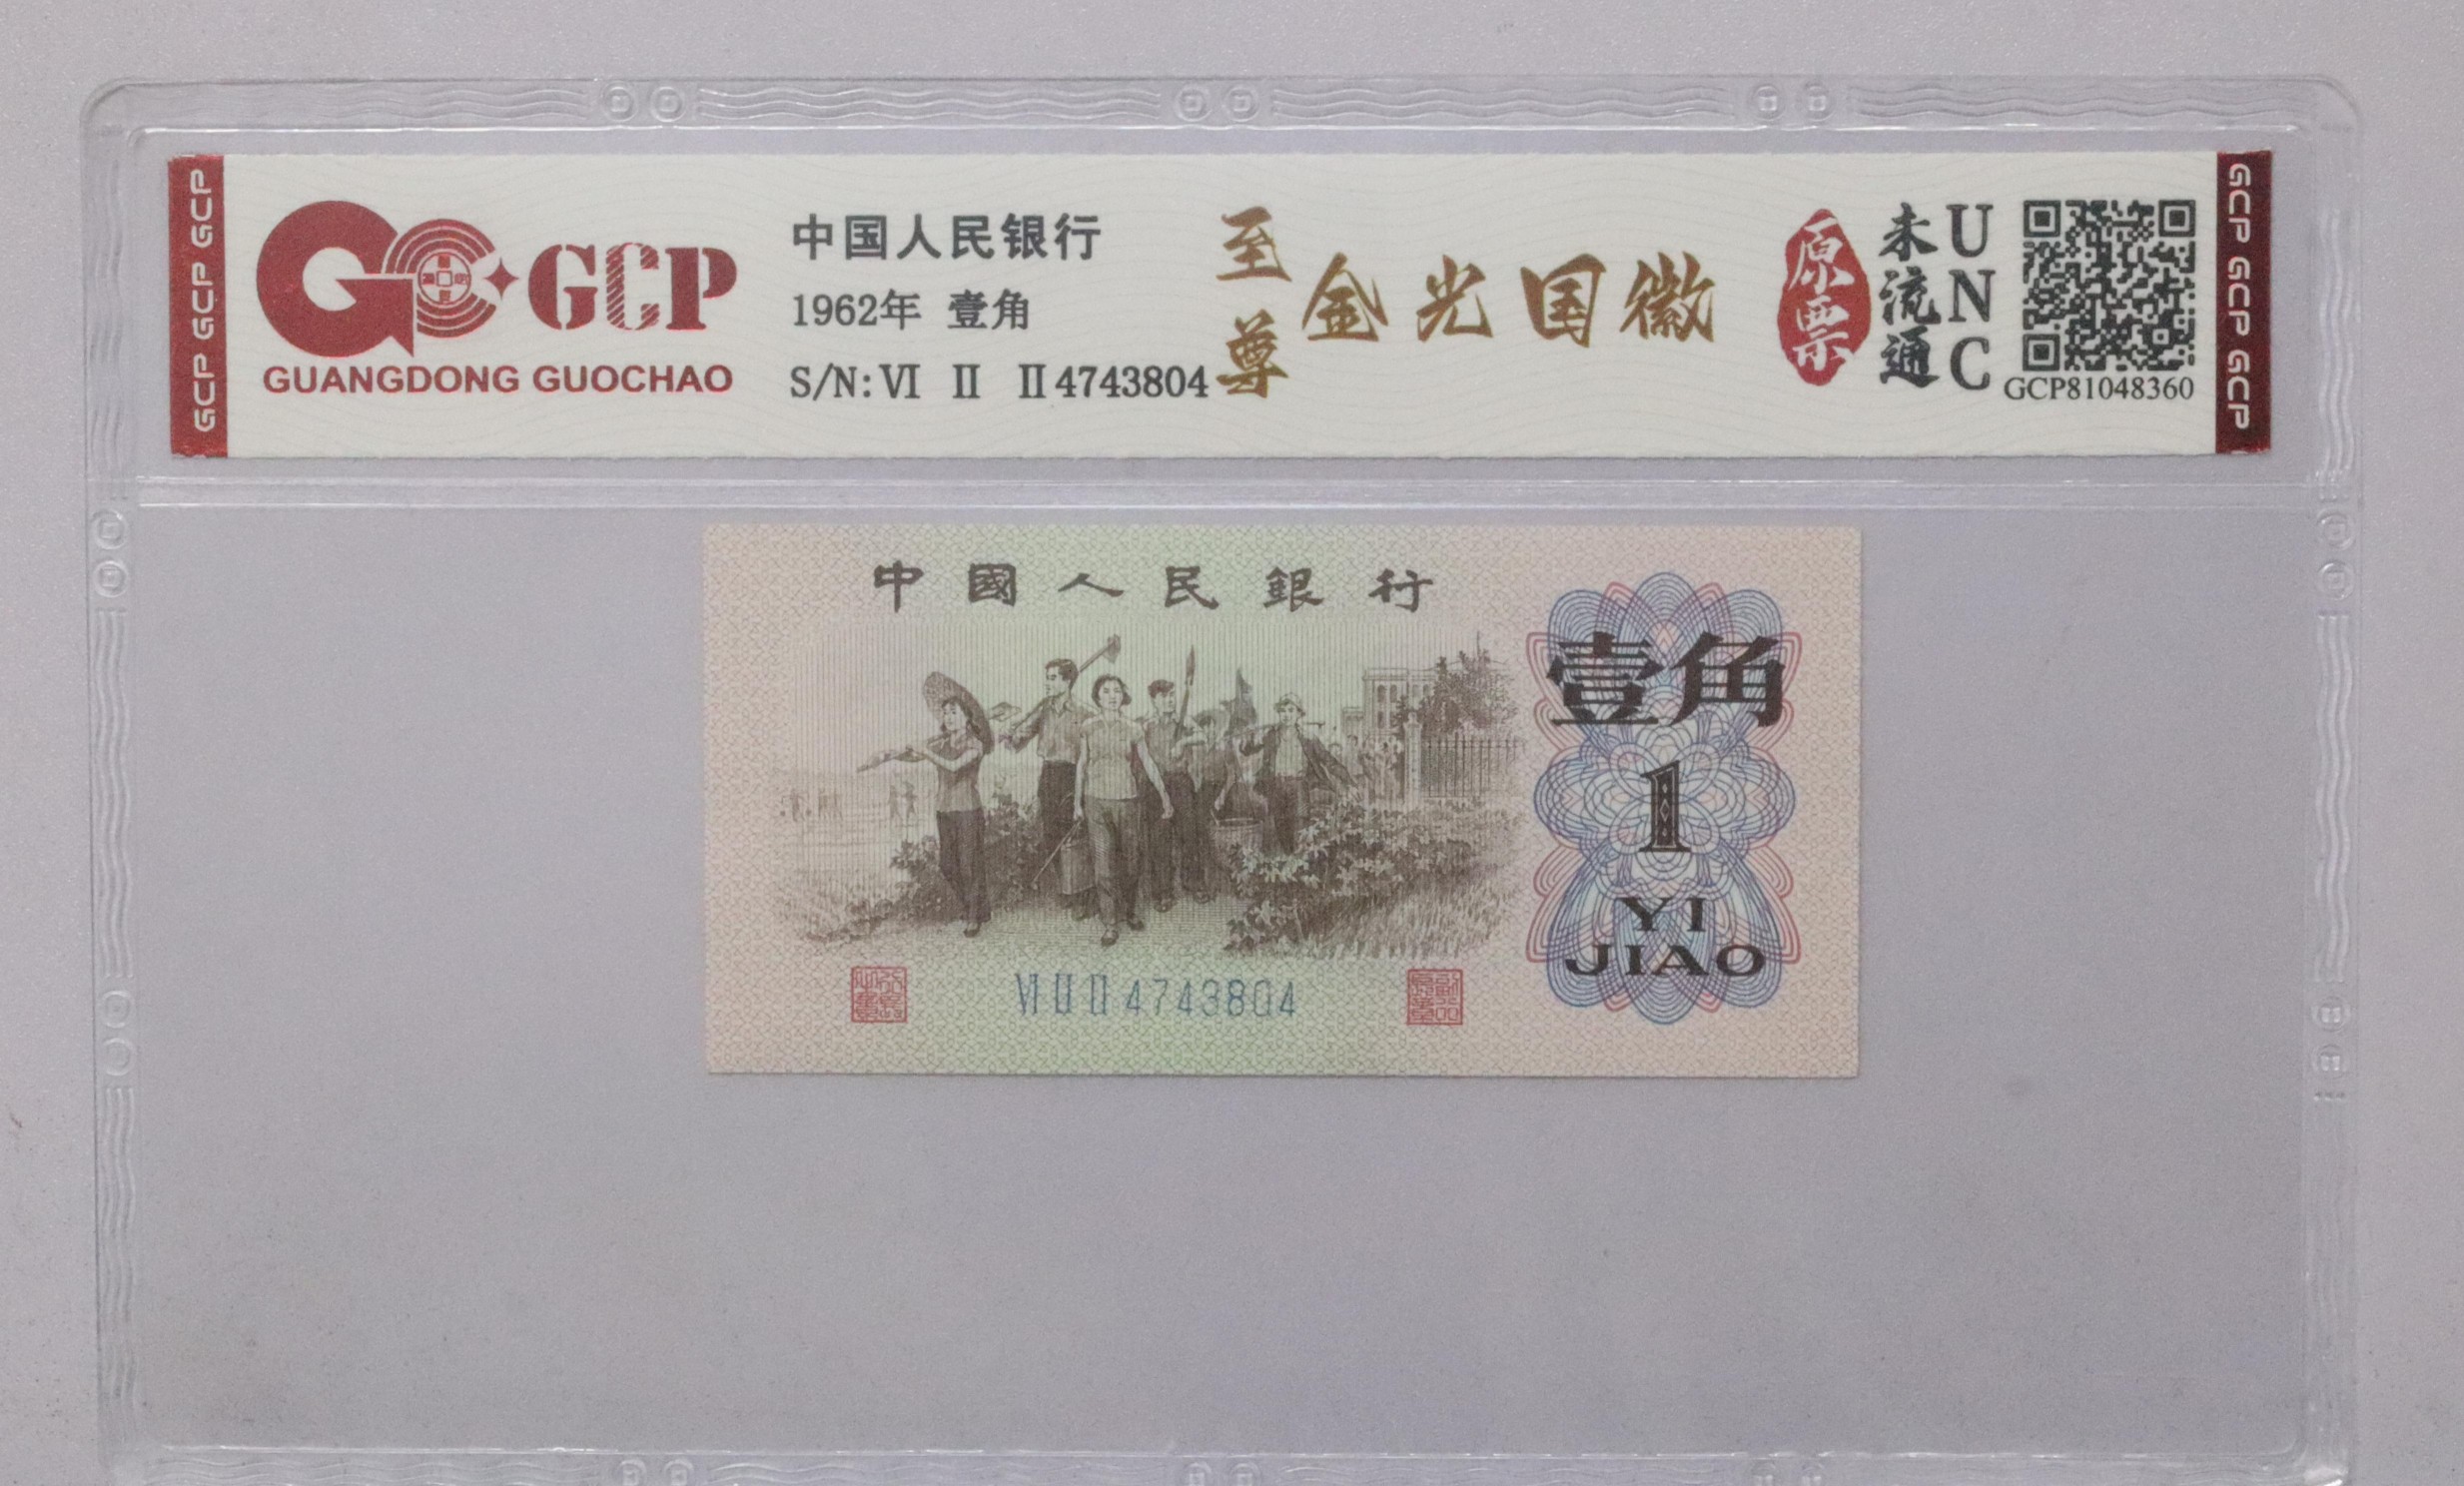 GCP GCP GCP
GCP
GUANGDONG GUOCHAO
中国人民银行
1962年 壹角
S/N: VI II II 4743804
至尊
金光国徽
原票
未流通
UNC
GCP81048360
GCP GCP GCP
中國人民銀行
壹角
1
YI
JIAO
VI II II 4743804